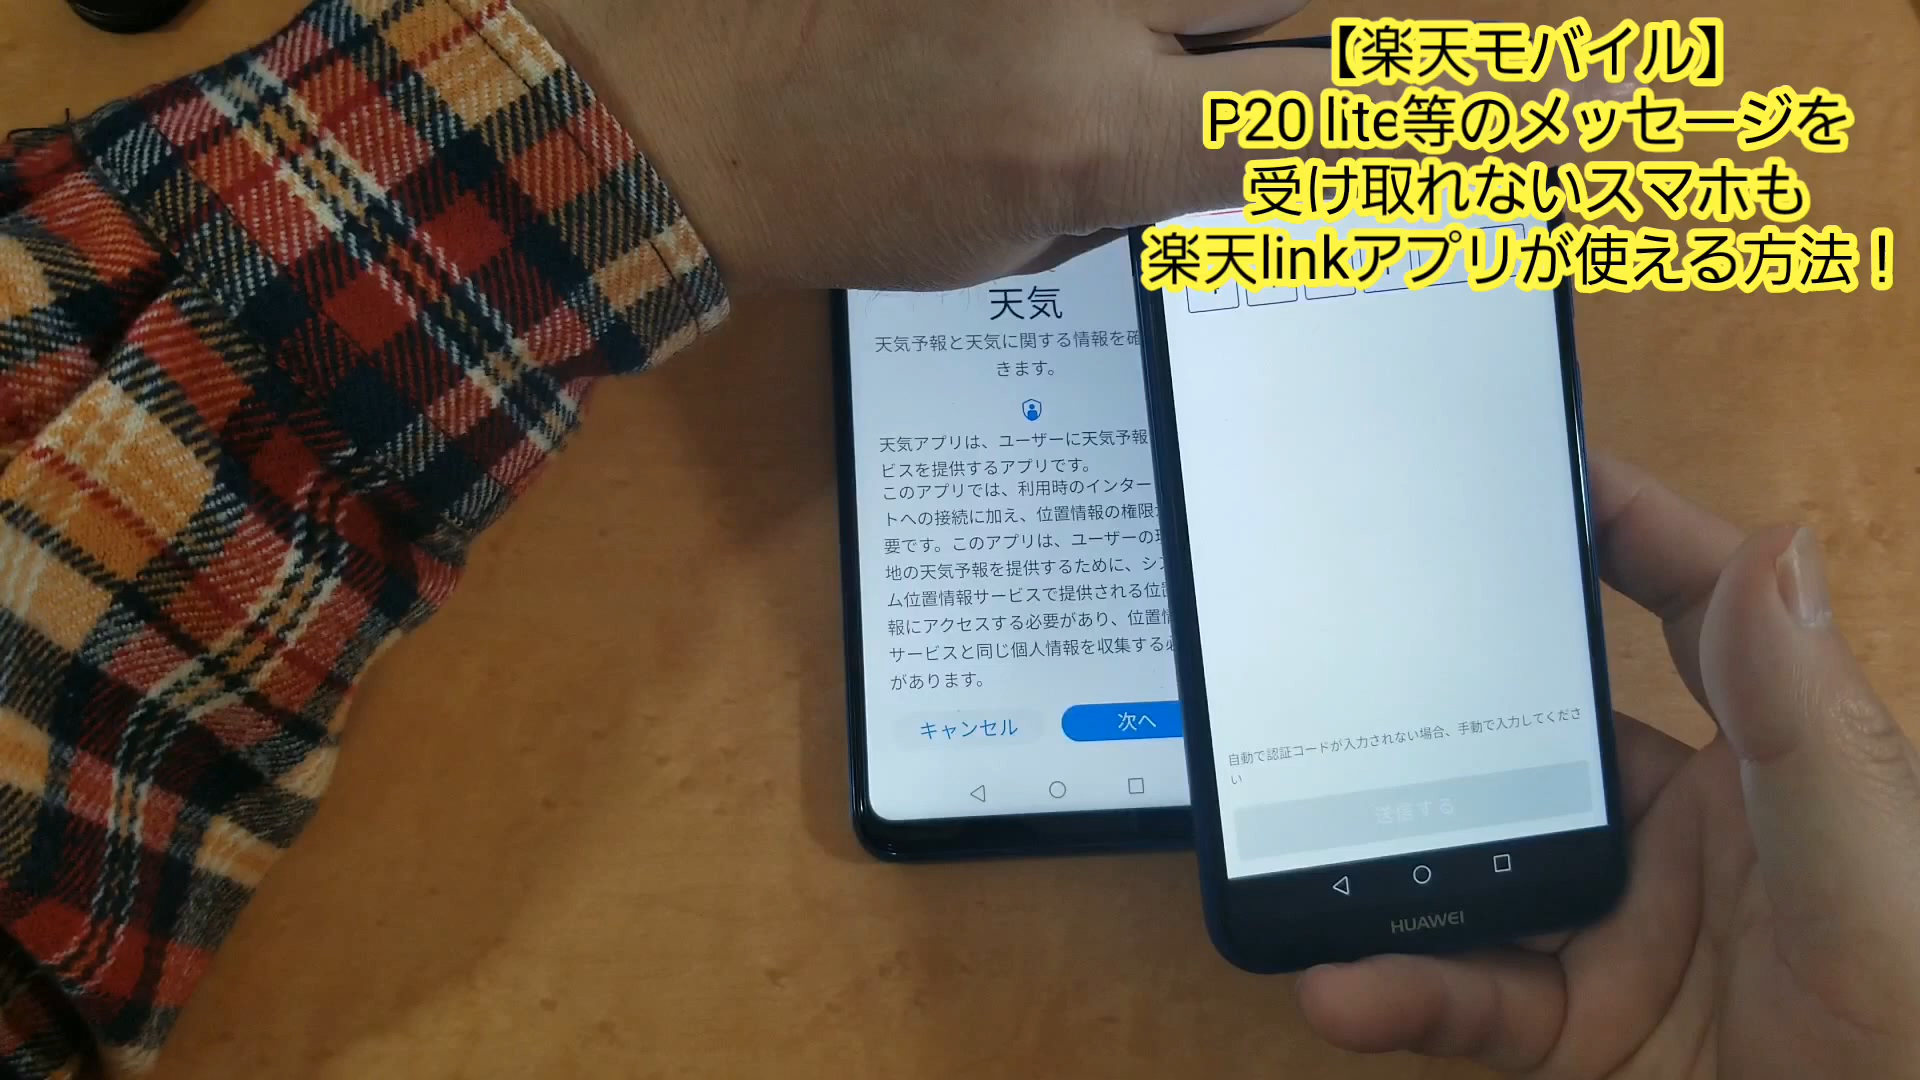 【楽天モバイル】
P20 lite等のメッセージを
受け取れないスマホも
楽天linkアプリが使える方法！
天気
天気予報と天気に関する情報を確
きます。
天気アプリは、ユーザーに天気予報
ビスを提供するアプリです。
このアプリでは、利用時のインター
トへの接続に加え、位置情報の権限
要です。このアプリは、ユーザーの
地の天気予報を提供するために、シ
ム位置情報サービスで提供される位
報にアクセスする必要があり、位置
サービスと同じ個人情報を収集する
があります。
キャンセル
次へ
自動で認証コードが入力されない場合、手動で入力してくださ
い
送信する
HUAWEI